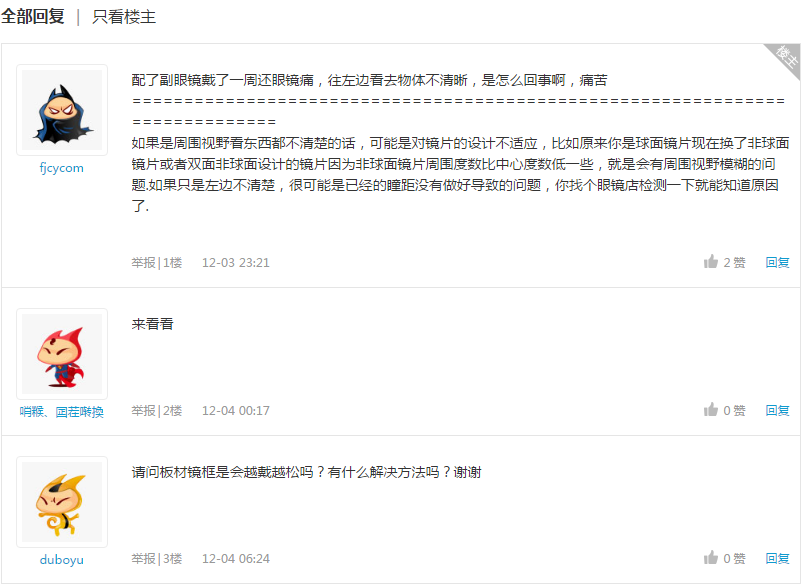 全部回复 | 只看楼主
楼主
配了副眼镜戴了一周还眼镜痛，往左边看去物体不清晰，是怎么回事啊，痛苦
================================================================
==============
如果是周围视野看东西都不清楚的话，可能是对镜片的设计不适应，比如原来你是球面镜片现在换了非球面
镜片或者双面非球面设计的镜片因为非球面镜片周围度数比中心度数低一些，就是会有周围视野模糊的问
题.如果只是左边不清楚，很可能是已经的瞳距没有做好导致的问题，你找个眼镜店检测一下就能知道原因
了.
fjcycom
举报|1楼 12-03 23:21 2 赞 回复
来看看
举报|2楼 12-04 00:17 0 赞 回复
请问板材镜框是会越戴越松吗？有什么解决方法吗？谢谢
duboyu
举报|3楼 12-04 06:24 0 赞 回复